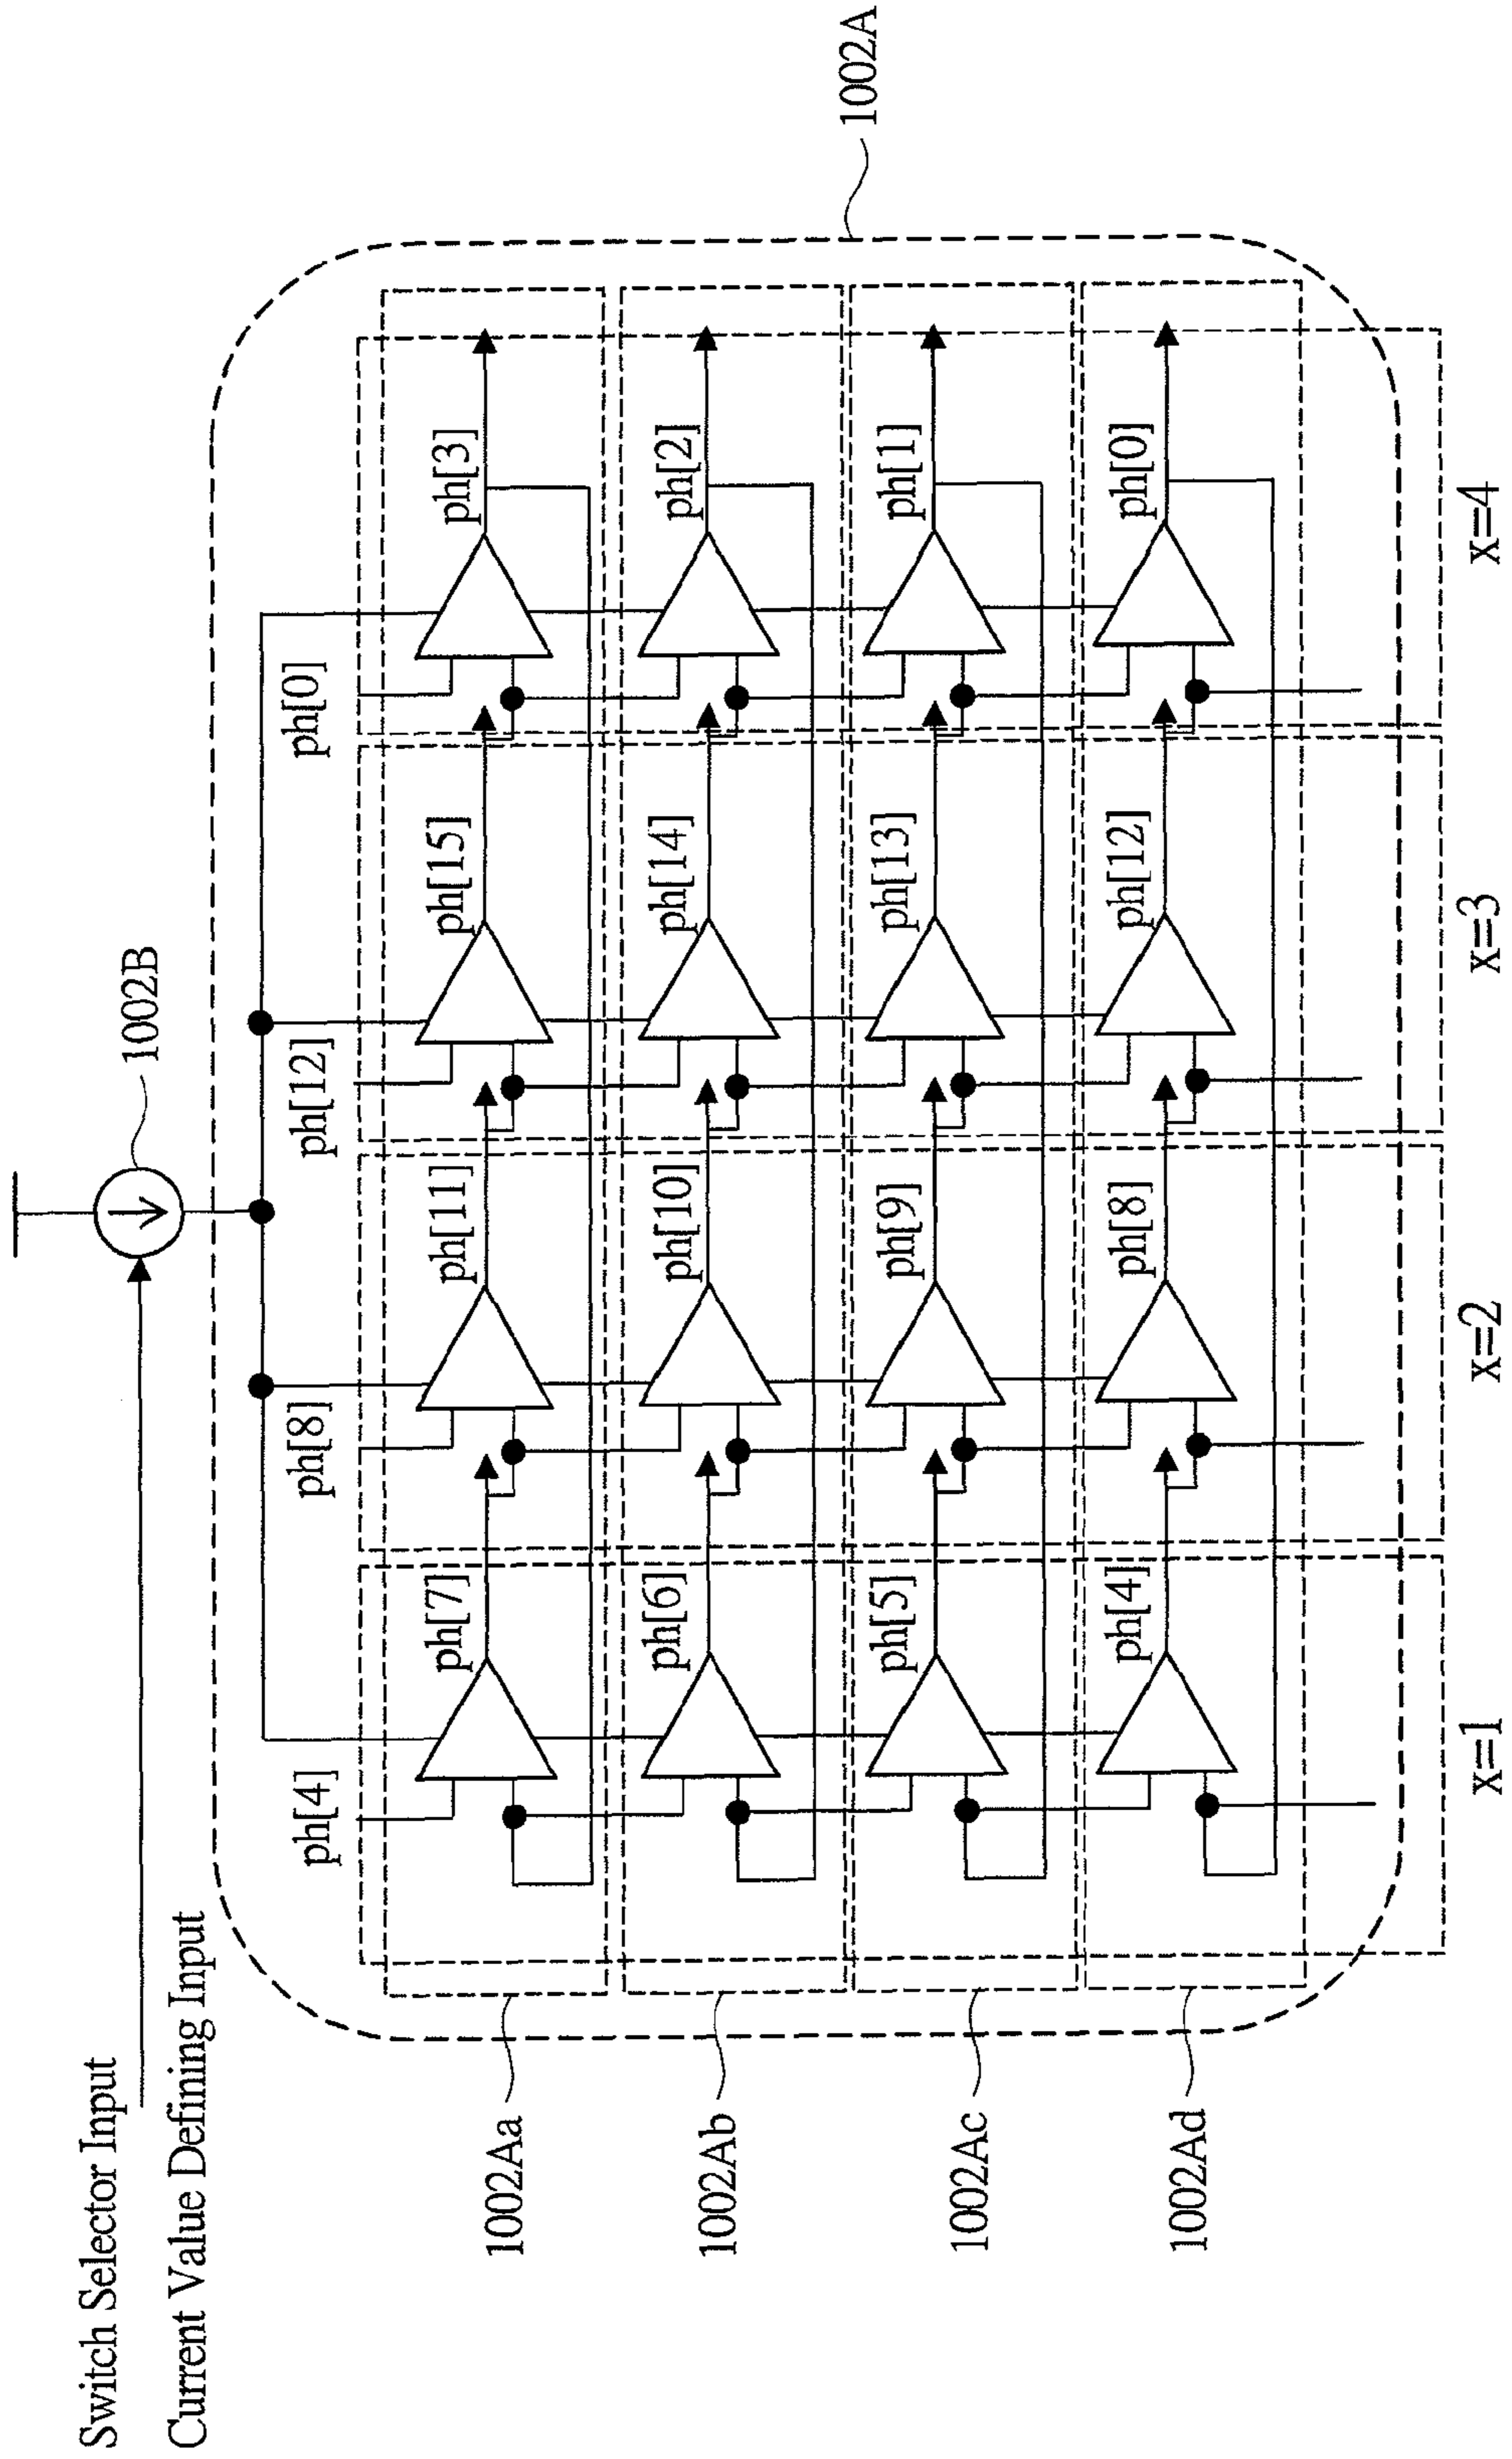 Switch Selector Input
Current Value Defining Input
1002B
1002A
ph[4]
ph[8]
ph[12]
ph[0]
1002Aa
ph[7]
ph[11]
ph[15]
ph[3]
1002Ab
ph[6]
ph[10]
ph[14]
ph[2]
1002Ac
ph[5]
ph[9]
ph[13]
ph[1]
1002Ad
ph[4]
ph[8]
ph[12]
ph[0]
x=1
x=2
x=3
x=4